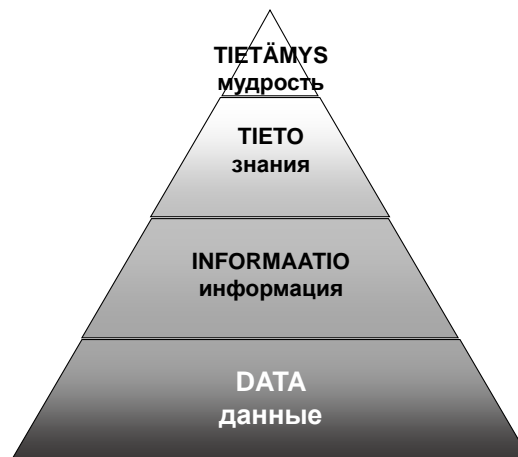 TIETÄMYS
мудрость
TIETO
знания
INFORMAATIO
информация
DATA
данные